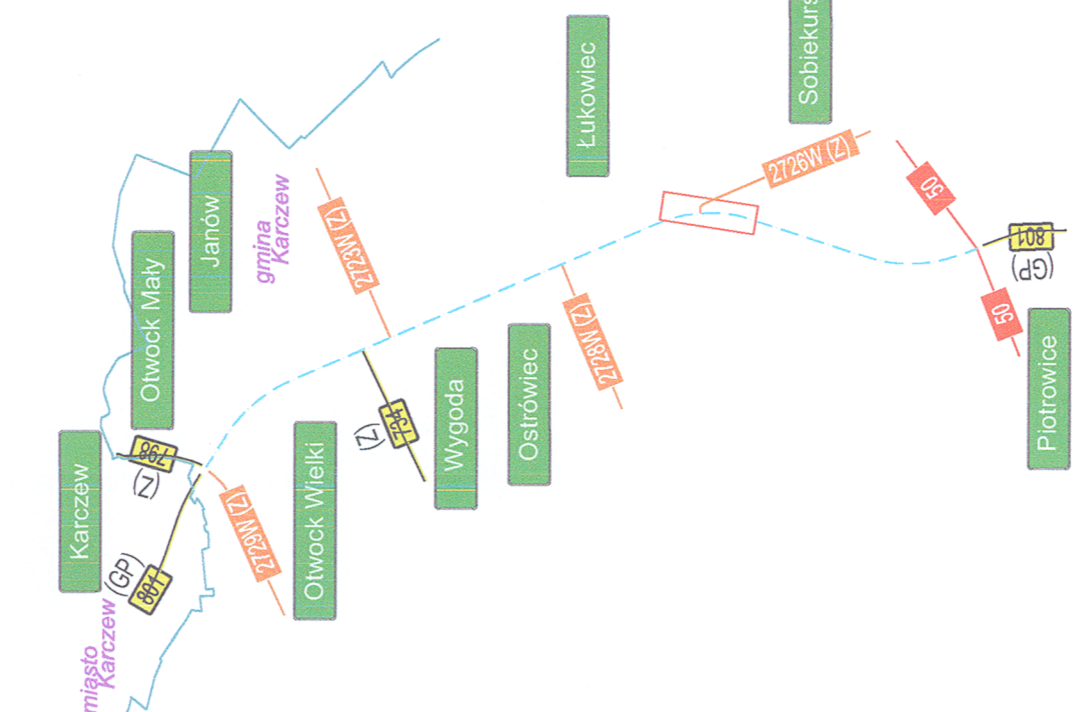 Łukowiec
Sobiekurs
Janów
gmina
Karczew
2723W (Z)
2726W (Z)
50
801
(GP)
50
Piotrowice
Otwock Mały
2728W (Z)
Ostrówiec
Wygoda
734
(Z)
Karczew
798
(Z)
Otwock Wielki
2729W (Z)
(GP)
801
miasto
Karczew